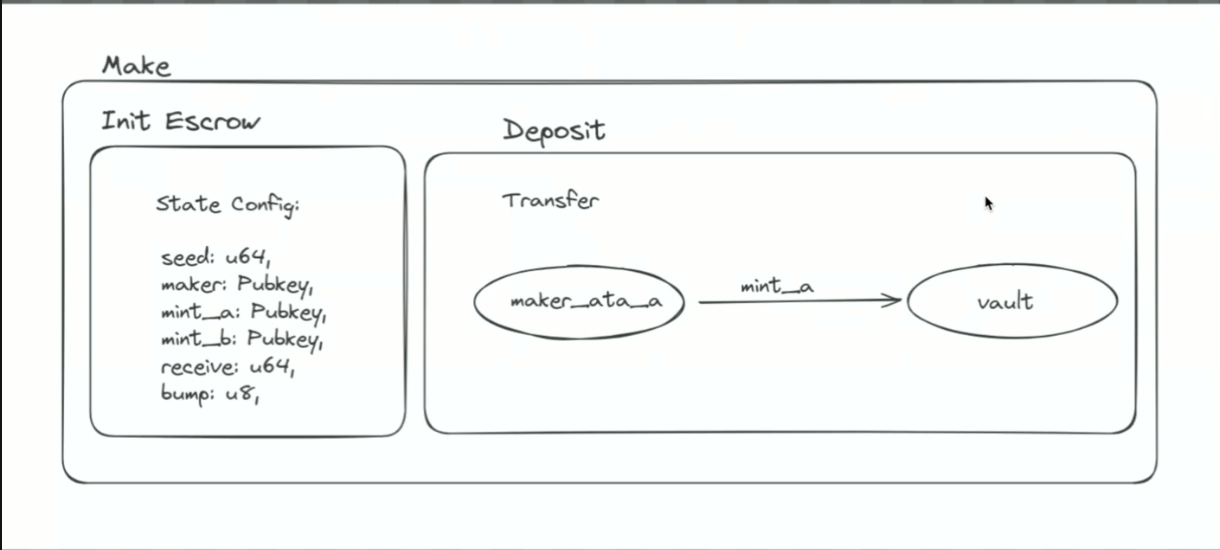 Make
Init Escrow
State Config:
seed: u64,
maker: Pubkey,
mint_a: Pubkey,
mint_b: Pubkey,
receive: u64,
bump: u8,
Deposit
Transfer
maker_ata_a
mint_a
vault